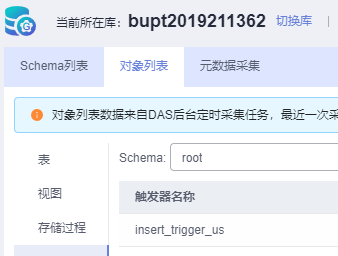 当前所在库: bupt2019211362 切换库
Schema列表 对象列表 元数据采集
对象列表数据来自DAS后台定时采集任务，最近一次采
表
Schema: root
视图
触发器名称
存储过程
insert_trigger_us